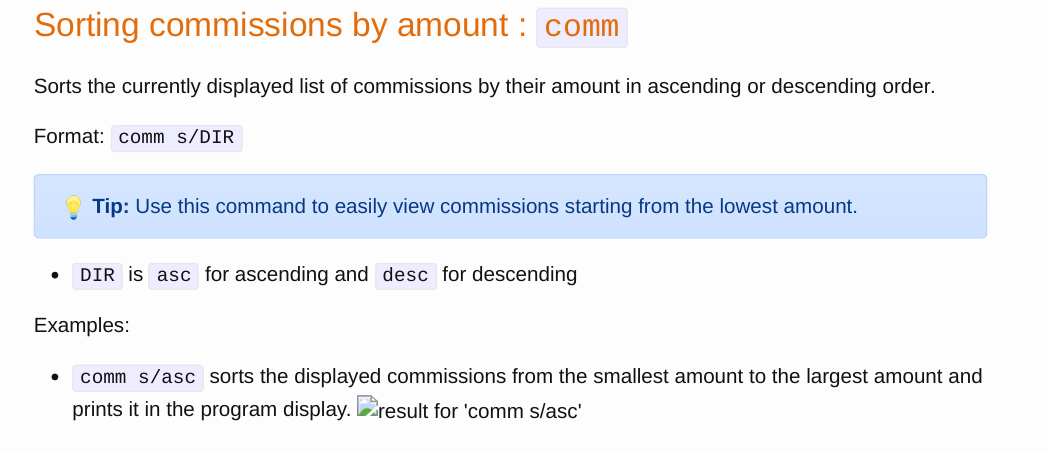 Sorting commissions by amount : comm
Sorts the currently displayed list of commissions by their amount in ascending or descending order.
Format: comm s/DIR
💡 Tip: Use this command to easily view commissions starting from the lowest amount.
• DIR is asc for ascending and desc for descending
Examples:
• comm s/asc sorts the displayed commissions from the smallest amount to the largest amount and
prints it in the program display. result for 'comm s/asc'